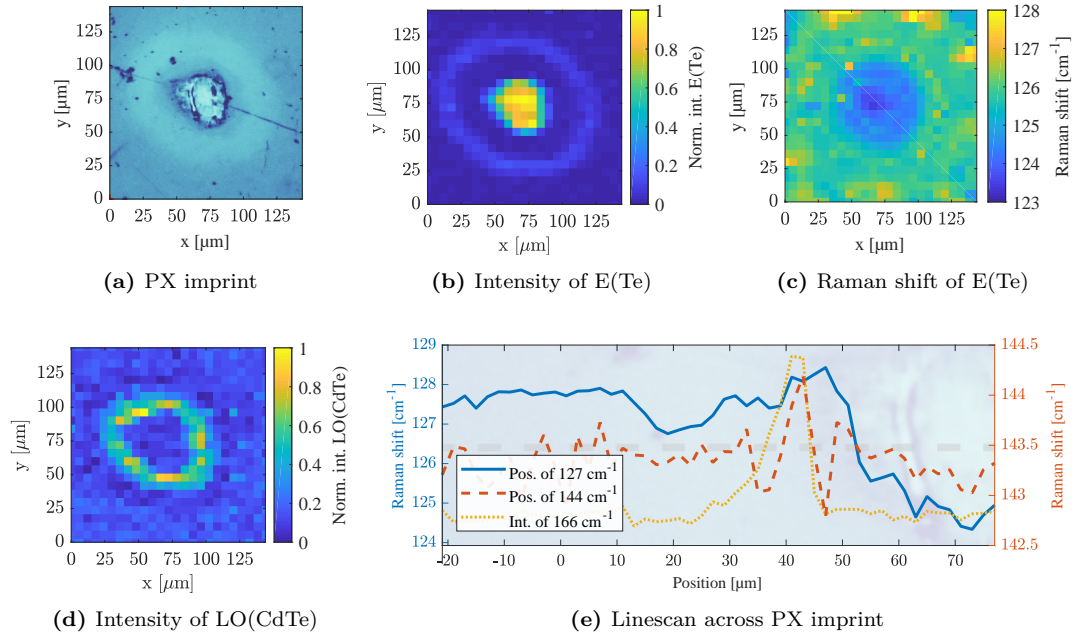 125
100
75
50
25
0
y [µm]
0 25 50 75 100 125
x [µm]
(a) PX imprint
125
100
75
50
25
0
y [µm]
0 25 50 75 100 125
x [µm]
1
0.8
0.6
0.4
0.2
0
Norm. int. E(Te)
(b) Intensity of E(Te)
125
100
75
50
25
0
y [µm]
0 25 50 75 100 125
x [µm]
128
127
126
125
124
123
Raman shift [cm⁻¹]
(c) Raman shift of E(Te)
125
100
75
50
25
0
y [µm]
0 25 50 75 100 125
x [µm]
1
0.8
0.6
0.4
0.2
0
Norm. int. LO(CdTe)
(d) Intensity of LO(CdTe)
129
128
127
126
125
124
Raman shift [cm⁻¹]
Pos. of 127 cm⁻¹
Pos. of 144 cm⁻¹
Int. of 166 cm⁻¹
-20 -10 0 10 20 30 40 50 60 70
Position [µm]
144.5
144
143.5
143
142.5
Raman shift [cm⁻¹]
(e) Linescan across PX imprint